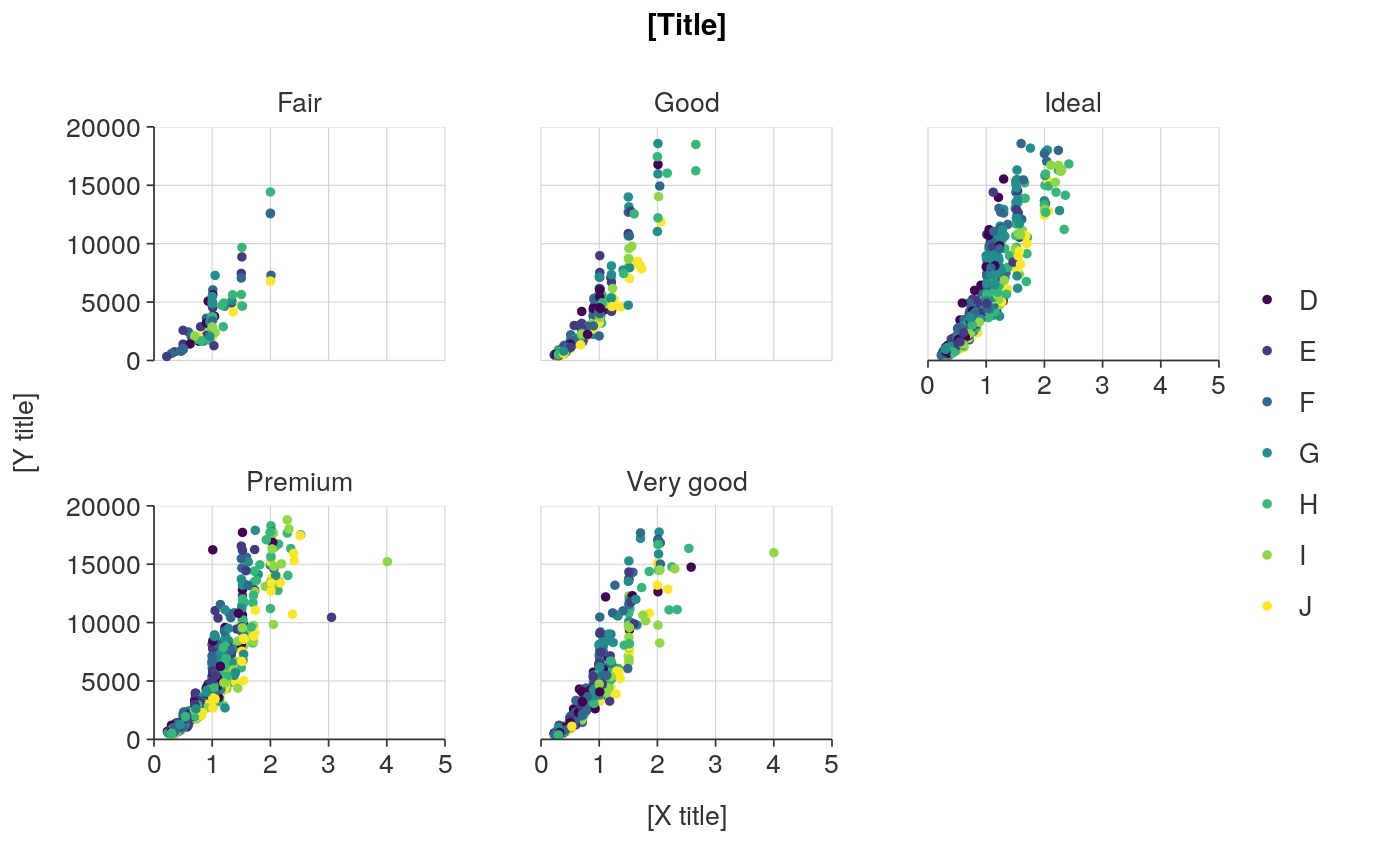 [Title]
Fair
Good
Ideal
20000
15000
10000
5000
0
0 1 2 3 4 5
D
E
F
G
H
I
J
[Y title]
Premium
Very good
20000
15000
10000
5000
0
0 1 2 3 4 5
0 1 2 3 4 5
[X title]